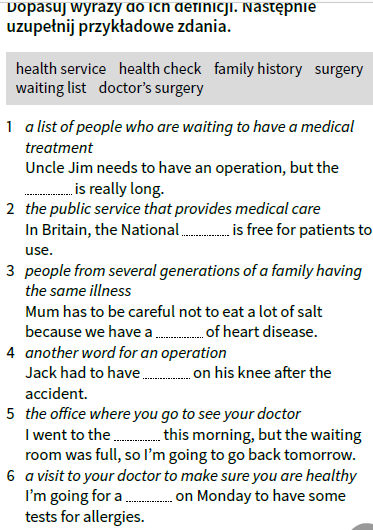 Dopasuj wyrazy do ich definicji. Następnie
uzupełnij przykładowe zdania.
health service health check family history surgery
waiting list doctor's surgery
1 a list of people who are waiting to have a medical
treatment
Uncle Jim needs to have an operation, but the
............ is really long.
2 the public service that provides medical care
In Britain, the National ............ is free for patients to
use.
3 people from several generations of a family having
the same illness
Mum has to be careful not to eat a lot of salt
because we have a ............ of heart disease.
4 another word for an operation
Jack had to have ............ on his knee after the
accident.
5 the office where you go to see your doctor
I went to the ............ this morning, but the waiting
room was full, so I'm going to go back tomorrow.
6 a visit to your doctor to make sure you are healthy
I'm going for a ............ on Monday to have some
tests for allergies.